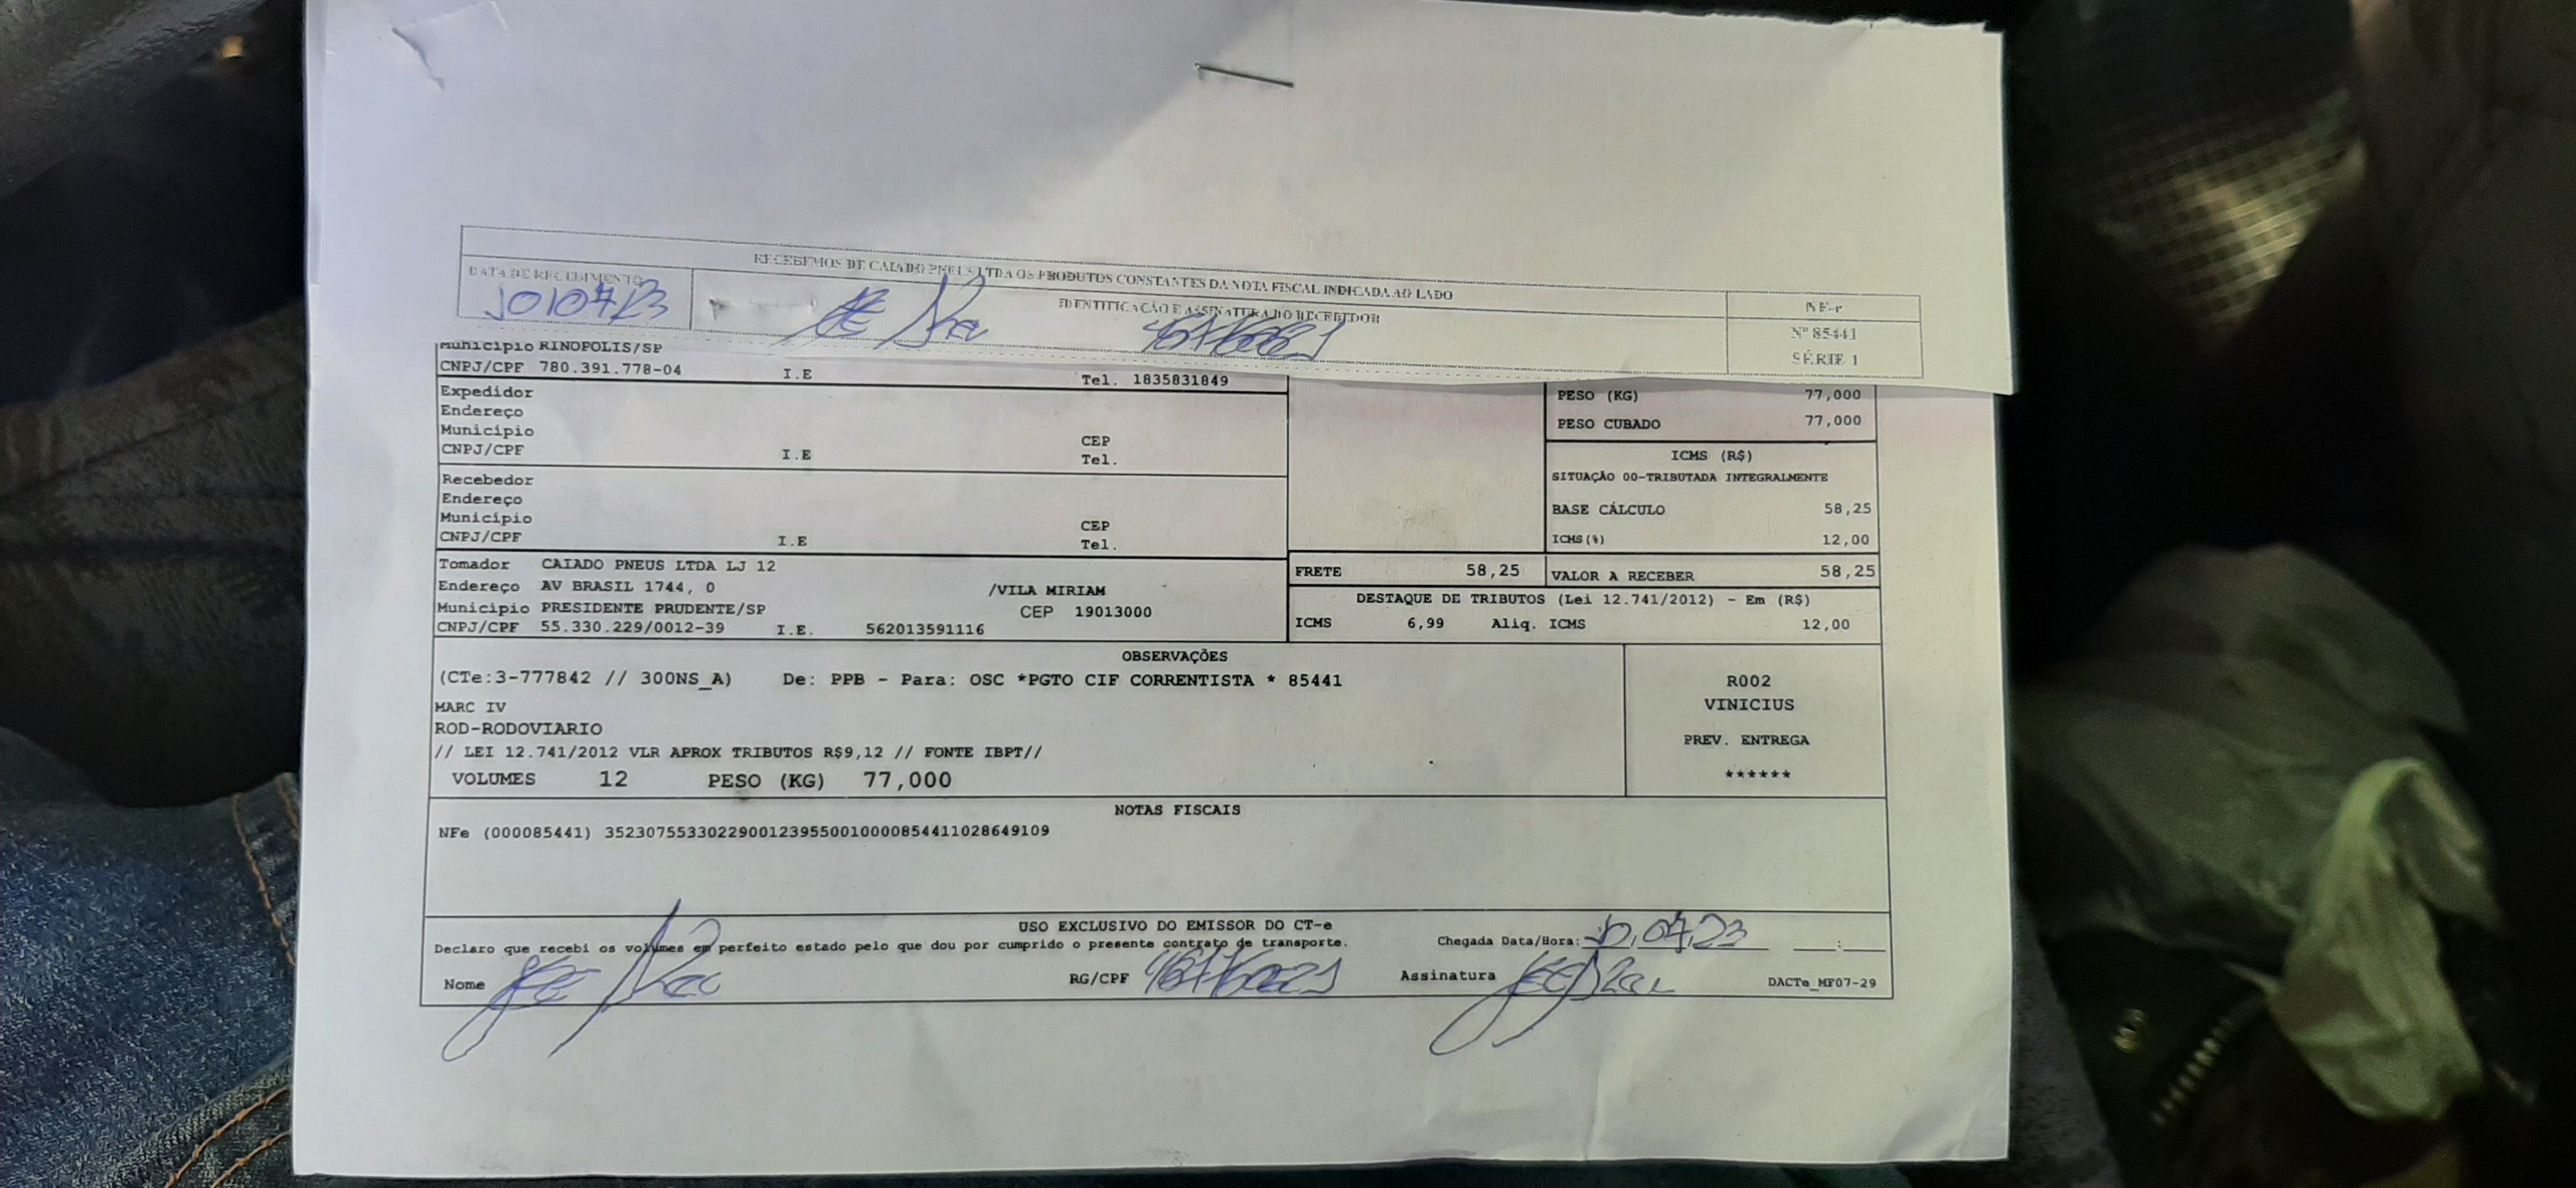 RECEBEMOS DE CAIADO PNEUS LTDA OS PRODUTOS CONSTANTES DA NOTA FISCAL INDICADA AO LADO
DATA DE RECEBIMENTO
IDENTIFICAÇÃO E ASSINATURA DO RECEBEDOR
NF-e
Nº 85441
SÉRIE 1
Município RINOPOLIS/SP
CNPJ/CPF 780.391.778-04 I.E Tel. 1835831849
Expedidor
Endereço
Município CEP
CNPJ/CPF I.E Tel.
Recebedor
Endereço
Município CEP
CNPJ/CPF I.E Tel.
PESO (KG) 77,000
PESO CUBADO 77,000
ICMS (R$)
SITUAÇÃO 00-TRIBUTADA INTEGRALMENTE
BASE CÁLCULO 58,25
ICMS(%) 12,00
Tomador CAIADO PNEUS LTDA LJ 12
Endereço AV BRASIL 1744, 0 /VILA MIRIAM
Município PRESIDENTE PRUDENTE/SP CEP 19013000
CNPJ/CPF 55.330.229/0012-39 I.E. 562013591116
FRETE 58,25 VALOR A RECEBER 58,25
DESTAQUE DE TRIBUTOS (Lei 12.741/2012) - Em (R$)
ICMS 6,99 Aliq. ICMS 12,00
OBSERVAÇÕES
(CTe:3-777842 // 300NS_A) De: PPB - Para: OSC *PGTO CIF CORRENTISTA * 85441
MARC IV
ROD-RODOVIARIO
// LEI 12.741/2012 VLR APROX TRIBUTOS R$9,12 // FONTE IBPT//
VOLUMES 12 PESO (KG) 77,000
R002
VINICIUS
PREV. ENTREGA
******
NOTAS FISCAIS
NFe (000085441) 35230755330229001239550010000854411028649109
USO EXCLUSIVO DO EMISSOR DO CT-e
Declaro que recebi os volumes em perfeito estado pelo que dou por cumprido o presente contrato de transporte.
Chegada Data/Hora: __:__
Nome RG/CPF Assinatura DACTe_MF07-29